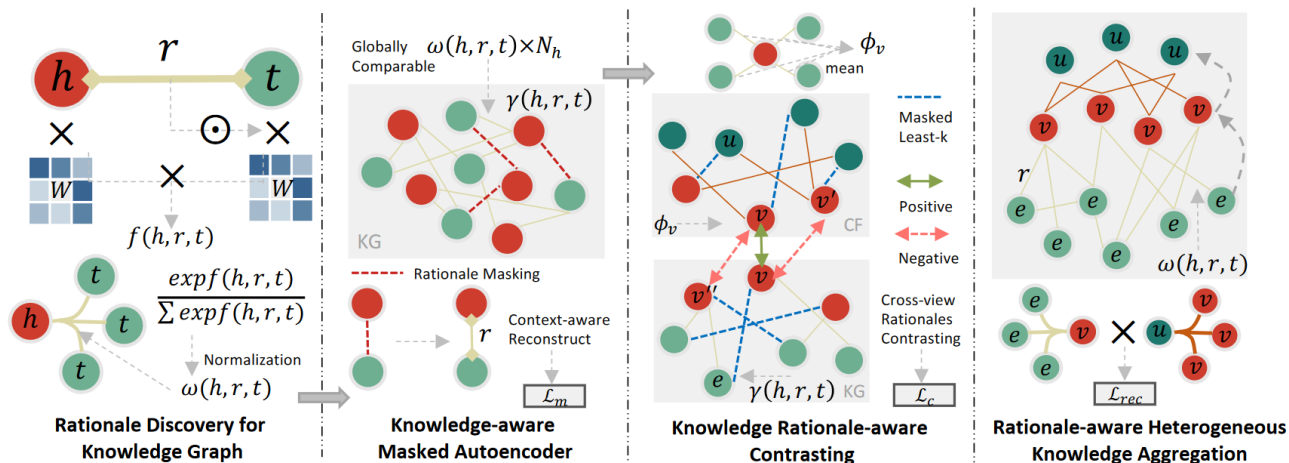 h
r
t
×
⊙
×
W
×
W
f(h,r,t)
h
t
t
t
expf(h,r,t)
∑ expf(h,r,t)
Normalization
ω(h,r,t)
Rationale Discovery for
Knowledge Graph
Globally
Comparable
ω(h,r,t)×N_h
γ(h,r,t)
KG
Rationale Masking
r
Context-aware
Reconstruct
ℒ_m
Knowledge-aware
Masked Autoencoder
ϕ_v
mean
u
v'
ϕ_v
v
CF
v
v''
e
γ(h,r,t)
KG
Masked
Least-k
Positive
Negative
Cross-view
Rationales
Contrasting
ℒ_c
Knowledge Rationale-aware
Contrasting
u
u
u
v
v
v
v
r
e
e
e
e
e
e
e
ω(h,r,t)
e
e
e
v
×
u
v
v
v
ℒ_rec
Rationale-aware Heterogeneous
Knowledge Aggregation